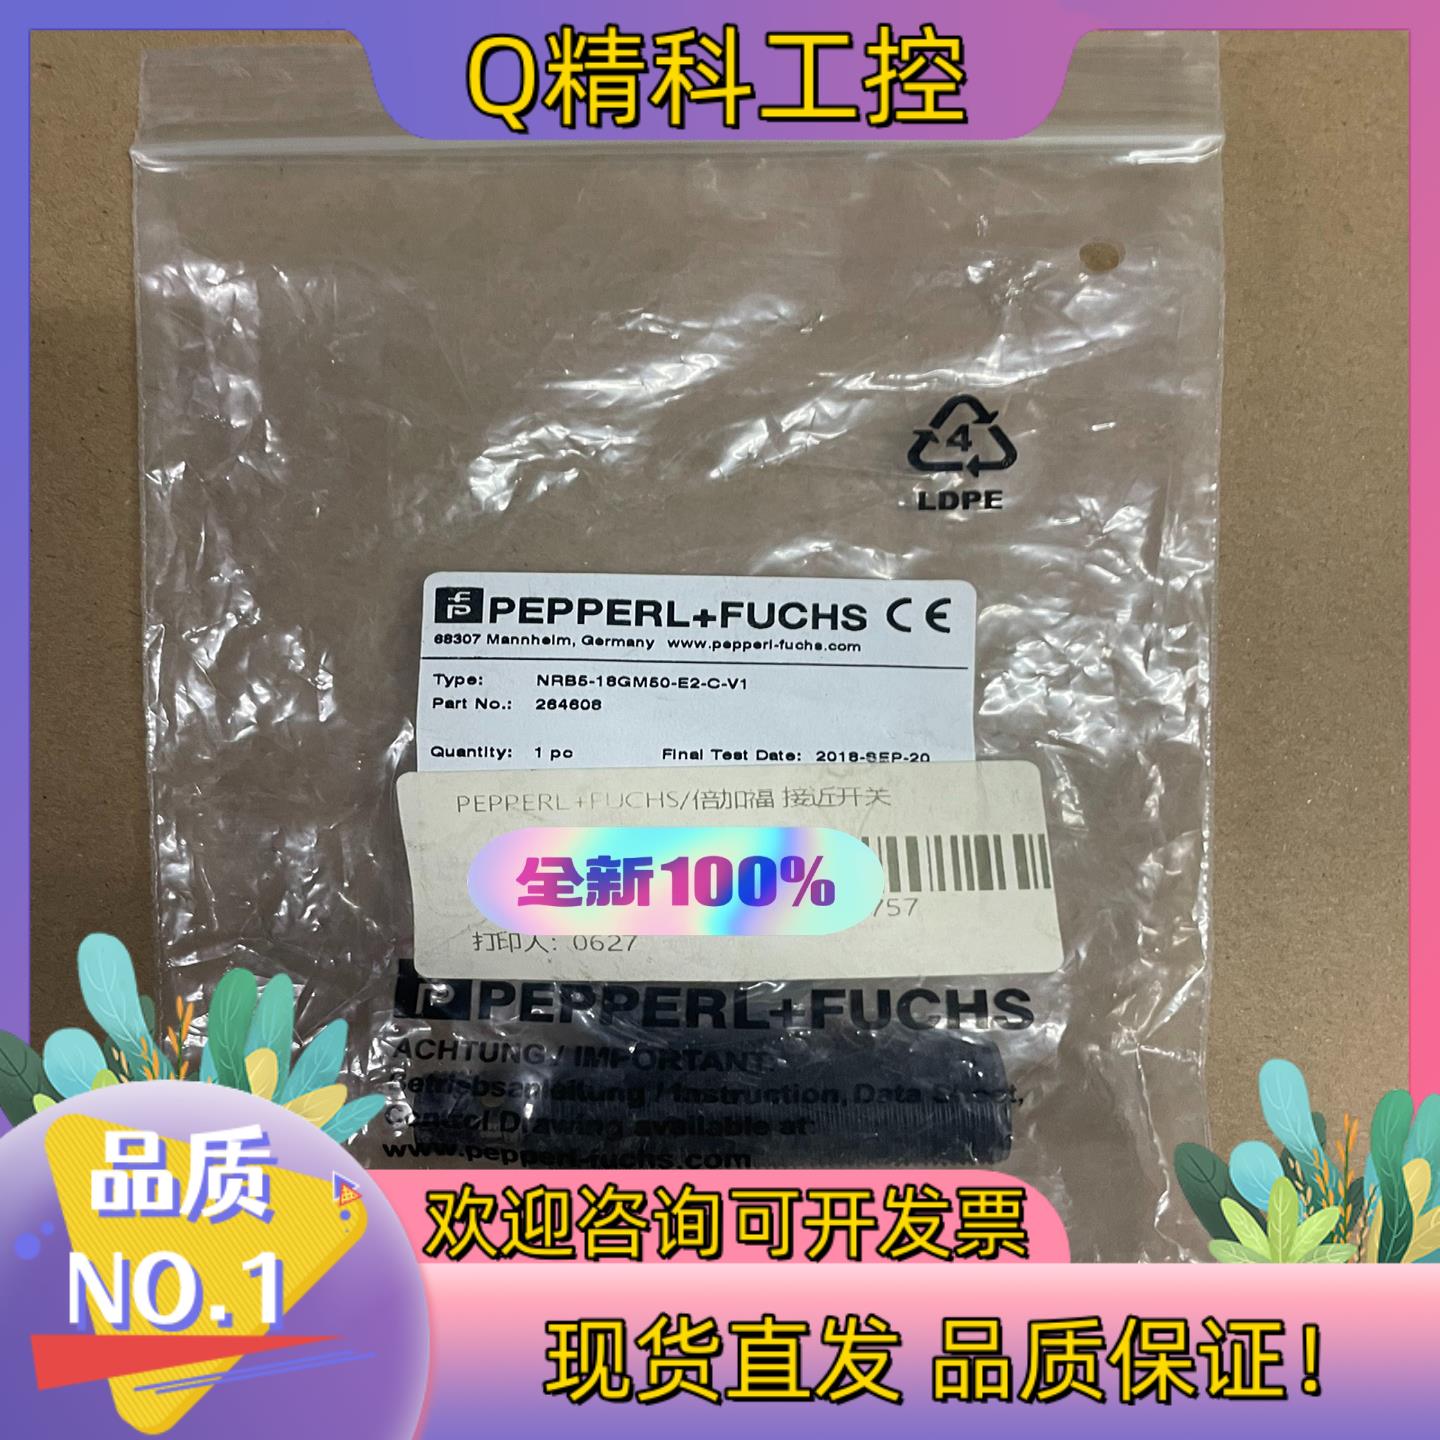 Q精科工控
4
LDPE
PEPPERL+FUCHS CE
68307 Mannheim, Germany www.pepperl-fuchs.com
Type: NRB5-18GM50-E2-C-V1
Part No.: 264608
Quantity: 1 pc Final Test Date: 2018-SEP-20
PEPPERL+FUCHS/倍加福 接近开关
全新100%
757
打印人: 0627
PEPPERL+FUCHS
ACHTUNG / IMPORTANT:
Betriebsanleitung / Instruction, Data Sheet,
Control Drawing available at
www.pepperl-fuchs.com
品质
NO.1
欢迎咨询可开发票
现货直发 品质保证!